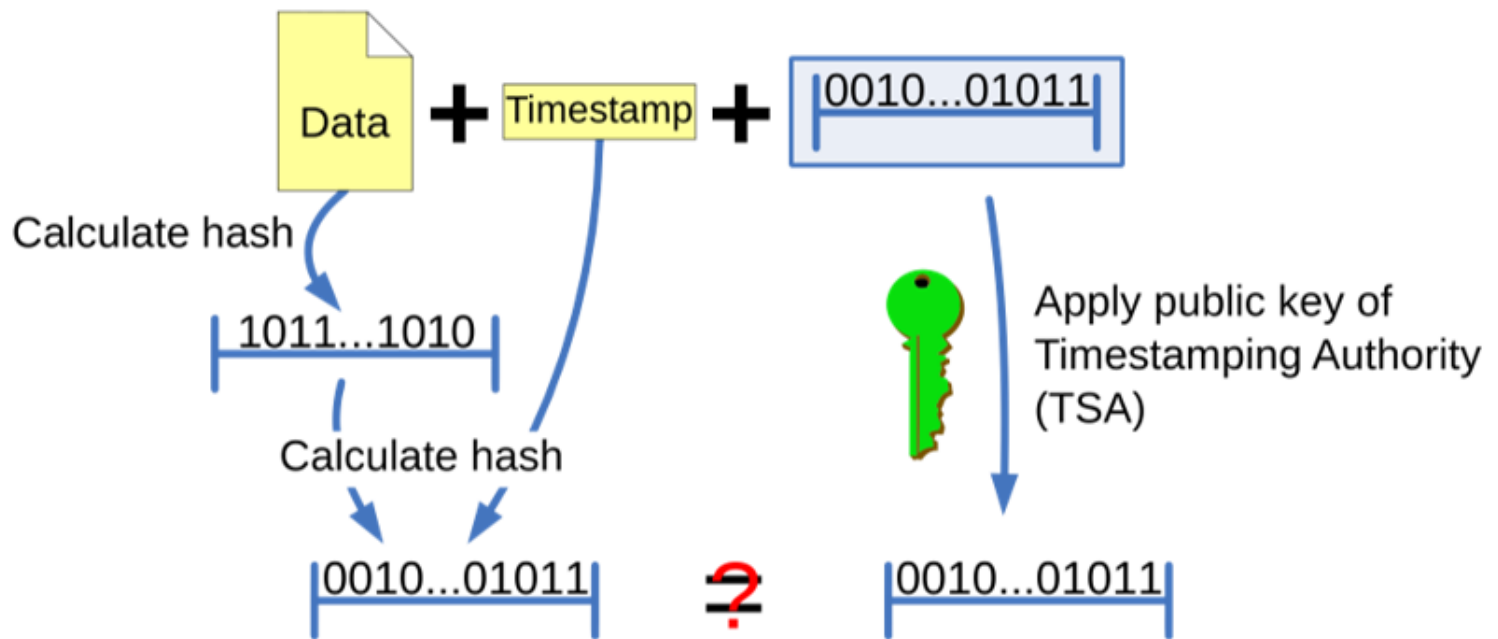 Data
Timestamp
0010...01011
Calculate hash
1011...1010
Apply public key of
Timestamping Authority
(TSA)
Calculate hash
0010...01011
?
0010...01011